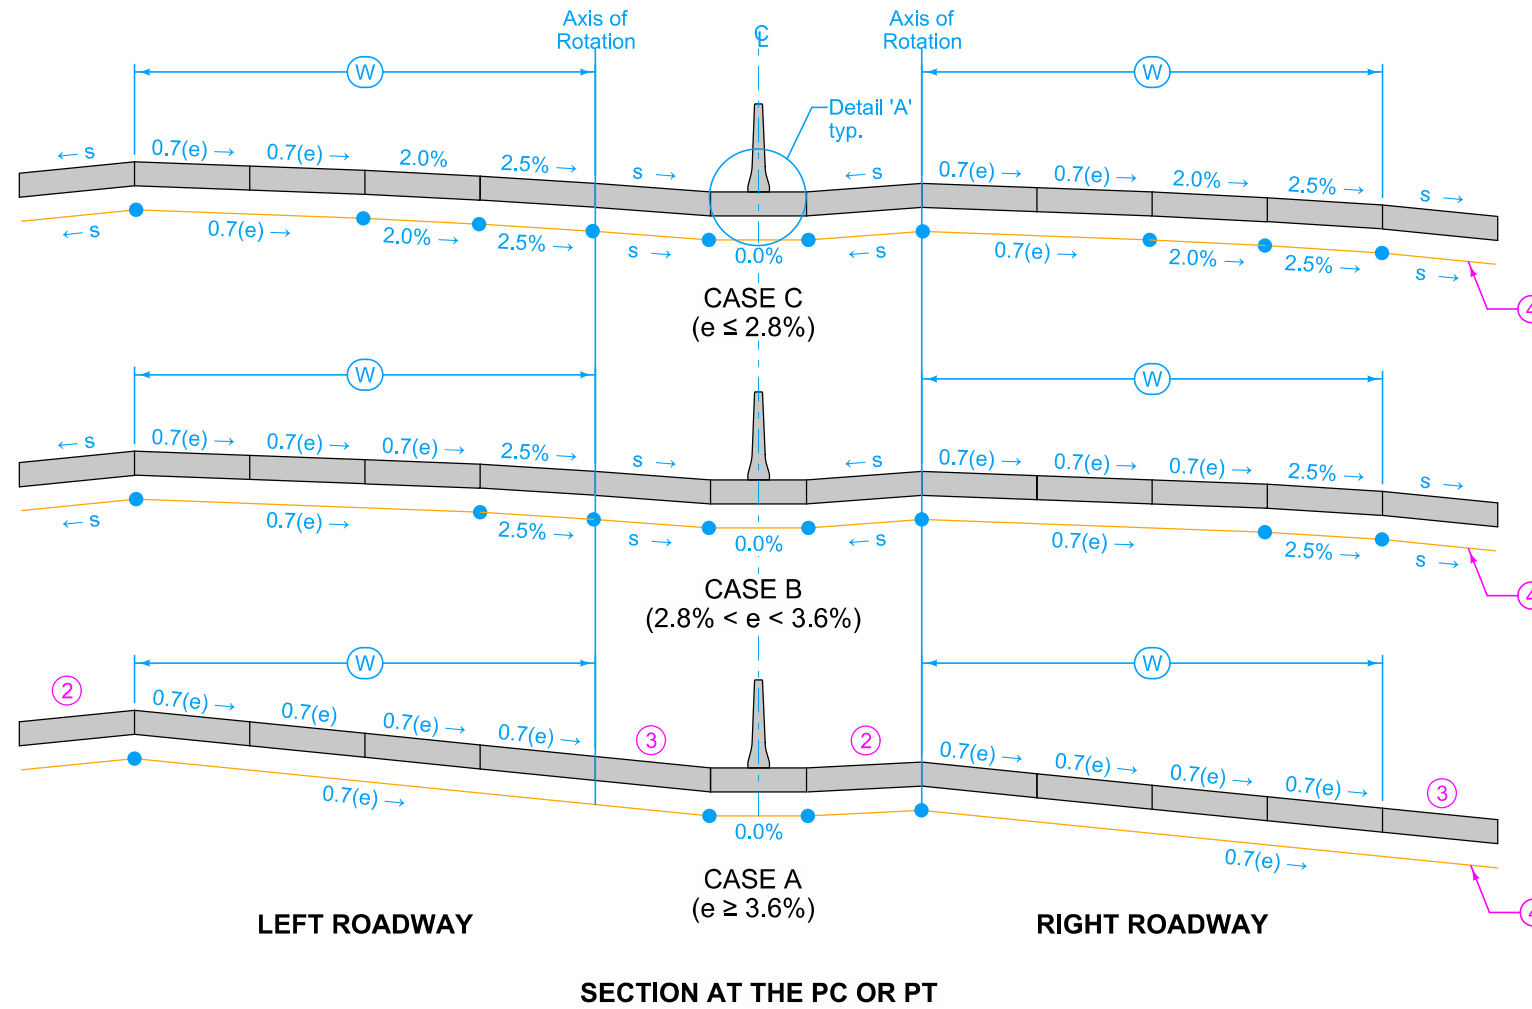 Axis of
Rotation
℄
Axis of
Rotation
W
W
Detail 'A'
typ.
← s
0.7(e) →
0.7(e) →
2.0%
2.5% →
s →
← s
0.7(e) →
0.7(e) →
2.0% →
2.5% →
s →
← s
0.7(e) →
2.0% →
2.5% →
s →
0.0%
← s
0.7(e) →
2.0% →
2.5% →
s →
CASE C
(e ≤ 2.8%)
4
W
W
← s
0.7(e) →
0.7(e) →
0.7(e) →
2.5% →
s →
← s
0.7(e) →
0.7(e) →
0.7(e) →
2.5% →
s →
← s
0.7(e) →
2.5% →
s →
0.0%
← s
0.7(e) →
2.5% →
s →
CASE B
(2.8% < e < 3.6%)
4
W
W
2
0.7(e) →
0.7(e)
0.7(e) →
0.7(e) →
3
2
0.7(e) →
0.7(e) →
0.7(e) →
0.7(e) →
3
0.7(e) →
0.0%
0.7(e) →
CASE A
(e ≥ 3.6%)
4
LEFT ROADWAY
RIGHT ROADWAY
SECTION AT THE PC OR PT